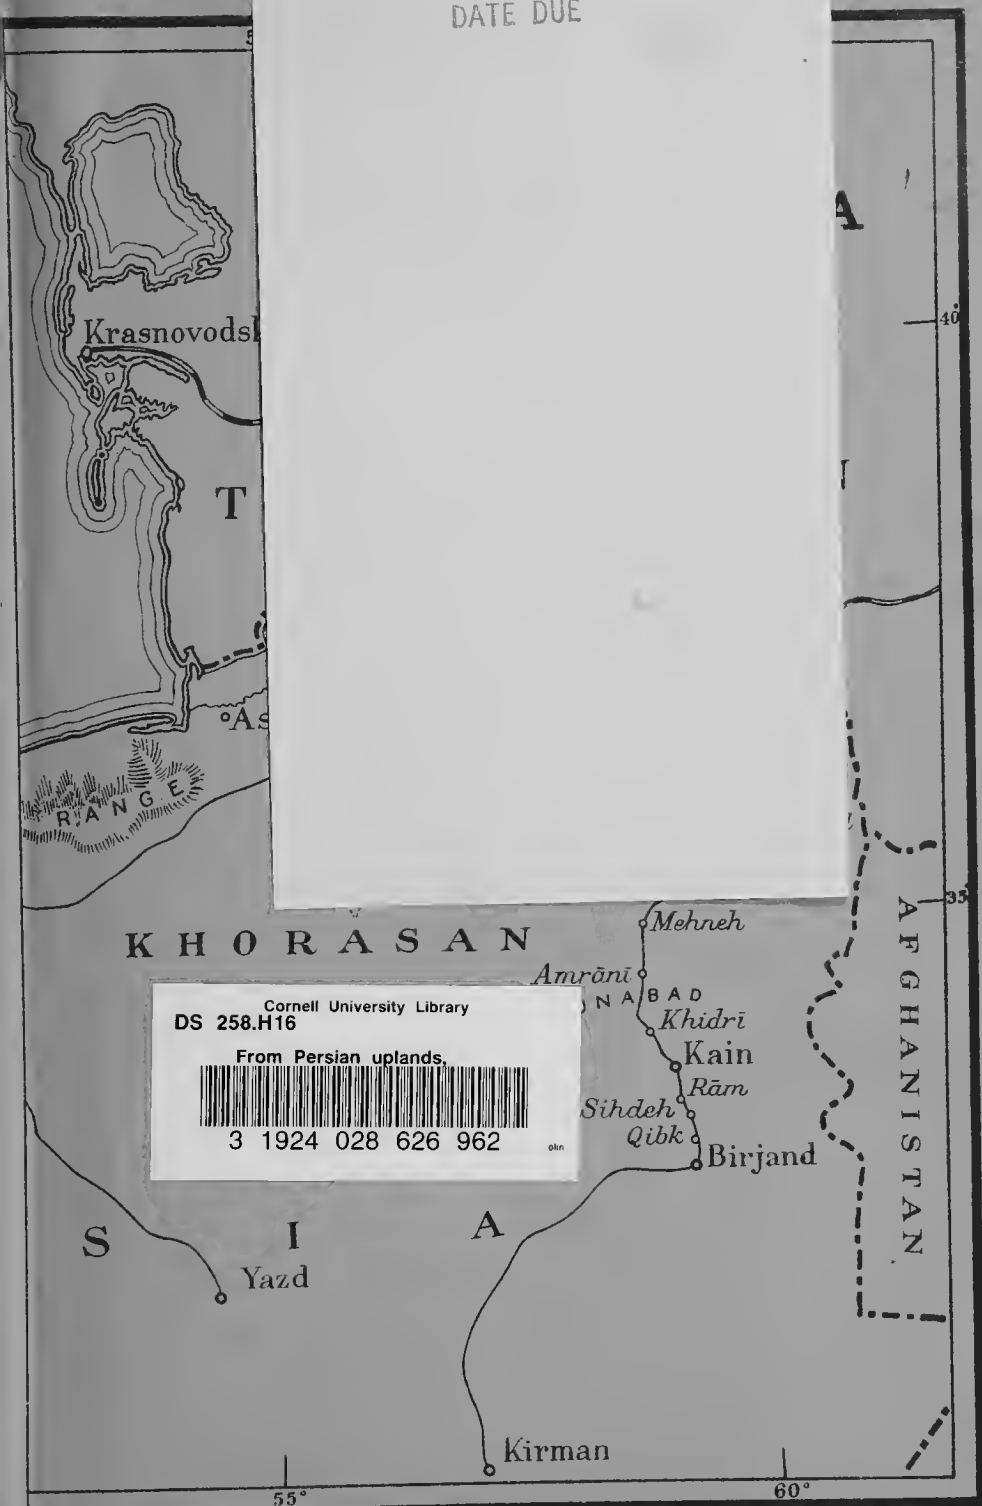 DATE DUE
A
40°
Krasnovodsk
T
As
RANGE
35
AFGHANISTAN
Mehneh
KHORASAN
Amrānī
NABAD
Khidrī
Cornell University Library
DS 258.H16
From Persian uplands,
3 1924 028 626 962
olin
Kain
Rām
Sihdeh
Qibk
Birjand
S I A
Yazd
Kirman
55°
60°